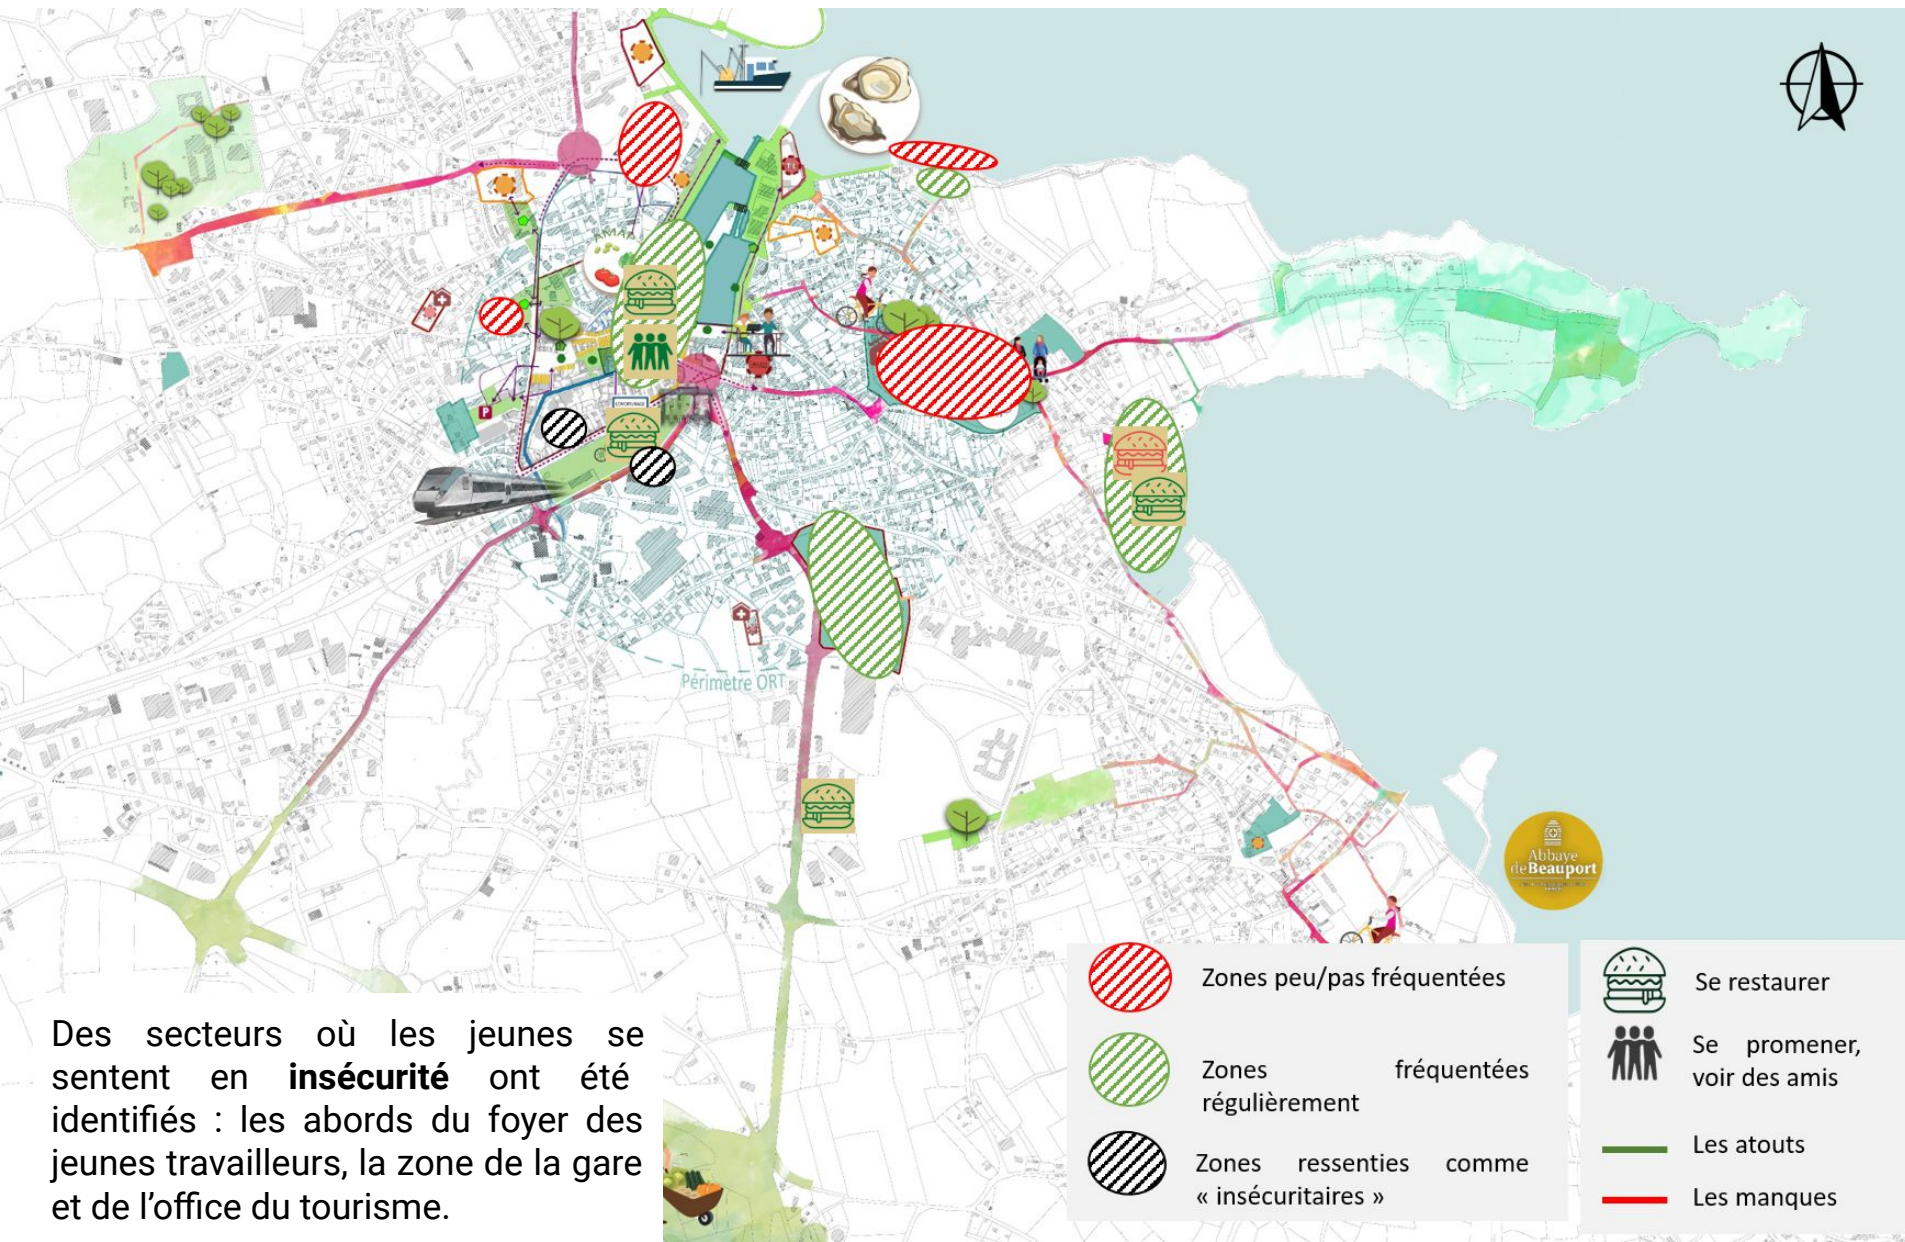 AMAP
P
Périmètre ORT
Abbaye
de Beauport
Des secteurs où les jeunes se
sentent en insécurité ont été
identifiés : les abords du foyer des
jeunes travailleurs, la zone de la gare
et de l'office du tourisme.
Zones peu/pas fréquentées
Zones fréquentées
régulièrement
Zones ressenties comme
« insécuritaires »
Se restaurer
Se promener,
voir des amis
Les atouts
Les manques